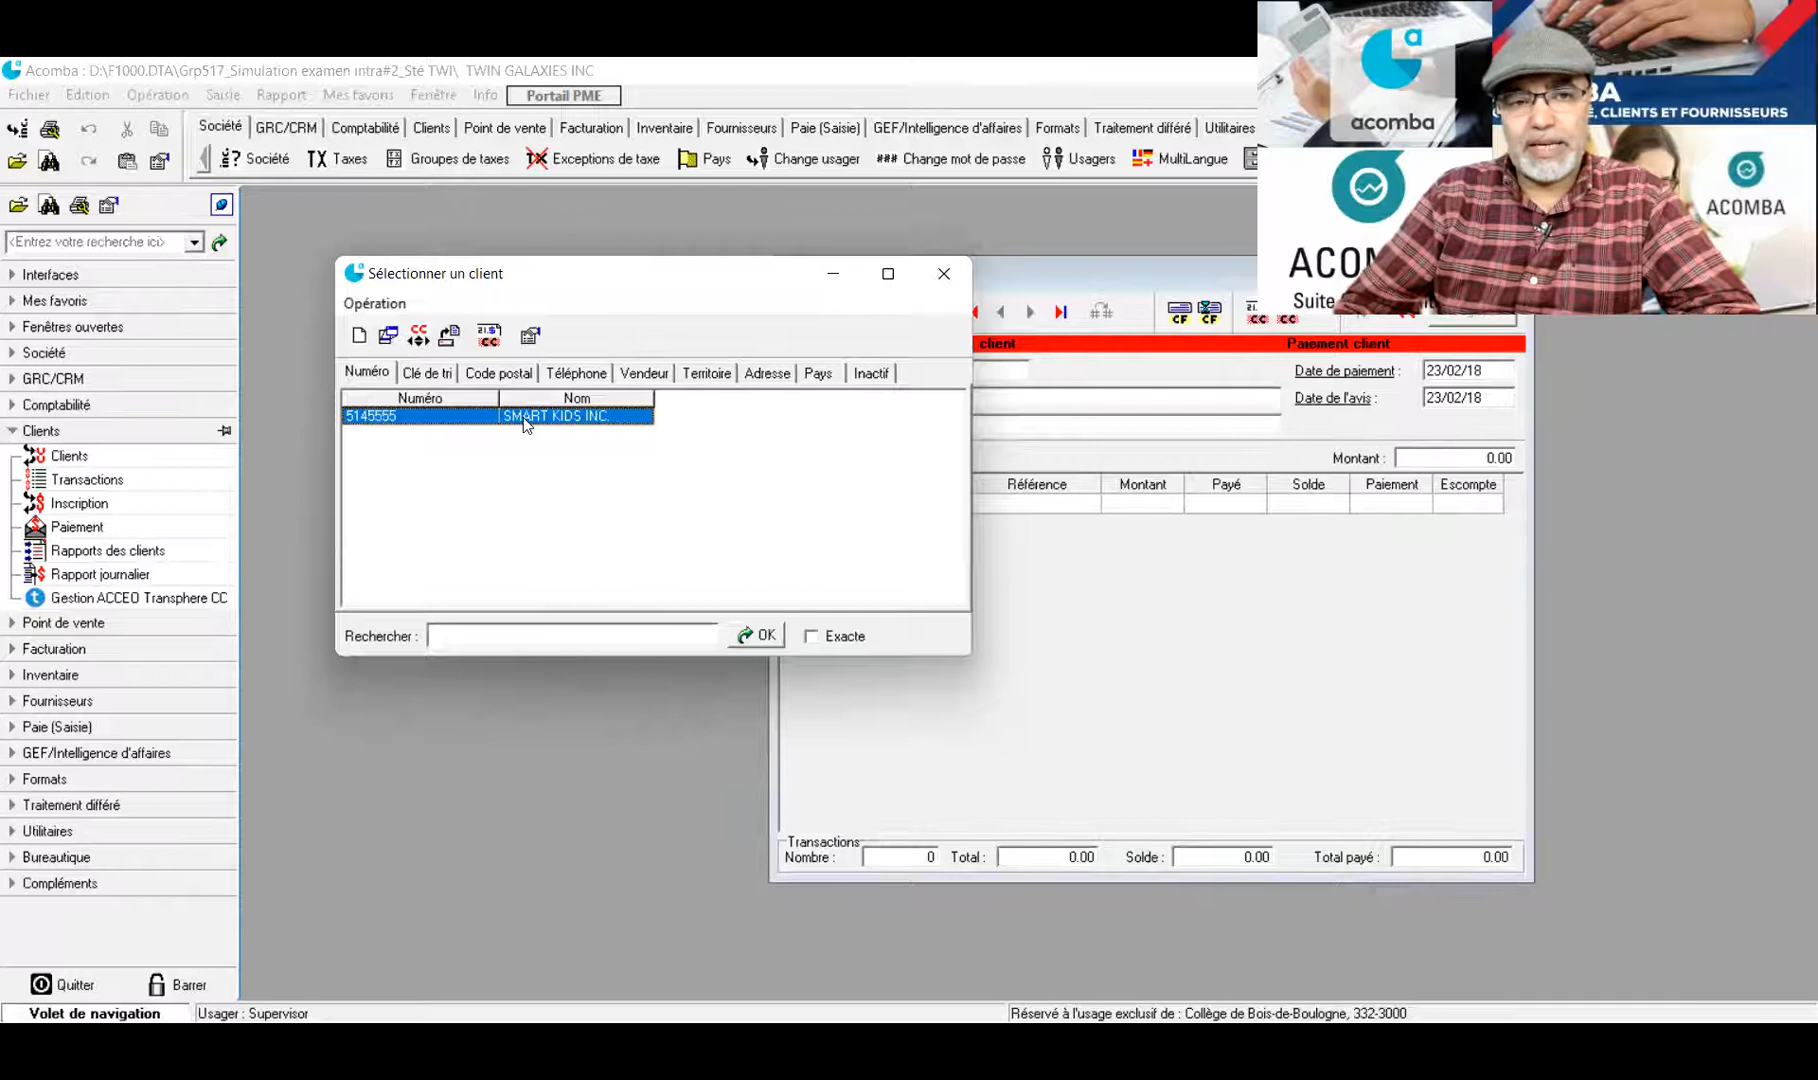 Acomba : D:\F1000.DTA\Grp517_Simulation examen intra#2_Sté TWI\ TWIN GALAXIES INC
Fichier Edition Opération Saisie Rapport Mes favoris Fenêtre Info Portail PME
Société GRC/CRM Comptabilité Clients Point de vente Facturation Inventaire Fournisseurs Paie (Saisie) GEF/Intelligence d'affaires Formats Traitement différé Utilitaires
Société Taxes Groupes de taxes Exceptions de taxe Pays Change usager Change mot de passe Usagers MultiLangue
acomba
BA
CLIENTS ET FOURNISSEURS
ACOMBA
Suite
<Entrez votre recherche ici>
Interfaces
Mes favoris
Fenêtres ouvertes
Société
GRC/CRM
Comptabilité
Clients
Clients
Transactions
Inscription
Paiement
Rapports des clients
Rapport journalier
Gestion ACCEO Transphere CC
Point de vente
Facturation
Inventaire
Fournisseurs
Paie (Saisie)
GEF/Intelligence d'affaires
Formats
Traitement différé
Utilitaires
Bureautique
Compléments
Quitter Barrer
Sélectionner un client
Opération
Numéro Clé de tri Code postal Téléphone Vendeur Territoire Adresse Pays Inactif
Numéro Nom
5145555 SMART KIDS INC.
Rechercher : OK Exacte
client Paiement client
Date de paiement : 23/02/18
Date de l'avis : 23/02/18
Montant : 0.00
Référence Montant Payé Solde Paiement Escompte
Transactions
Nombre : 0 Total : 0.00 Solde : 0.00 Total payé : 0.00
Volet de navigation Usager : Supervisor Réservé à l'usage exclusif de : Collège de Bois-de-Boulogne, 332-3000